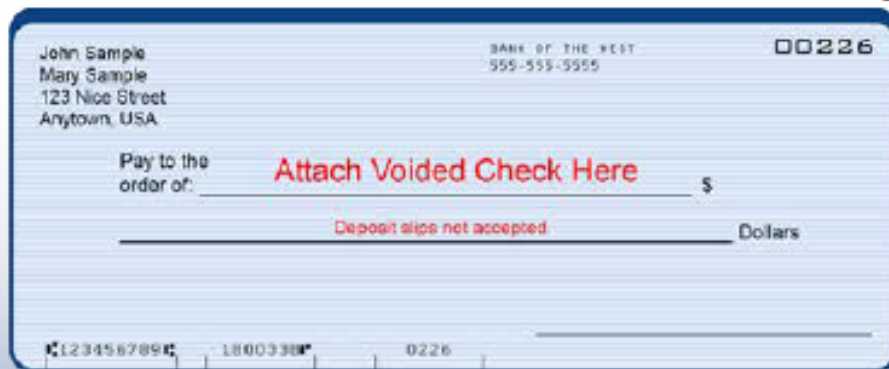 John Sample
Mary Sample
123 Nice Street
Anytown, USA
BANK OF THE WEST
555-555-5555
00226
Pay to the
order of:
Attach Voided Check Here
$
Deposit slips not accepted
Dollars
⑆123456789⑆ 1800338⑈ 0226